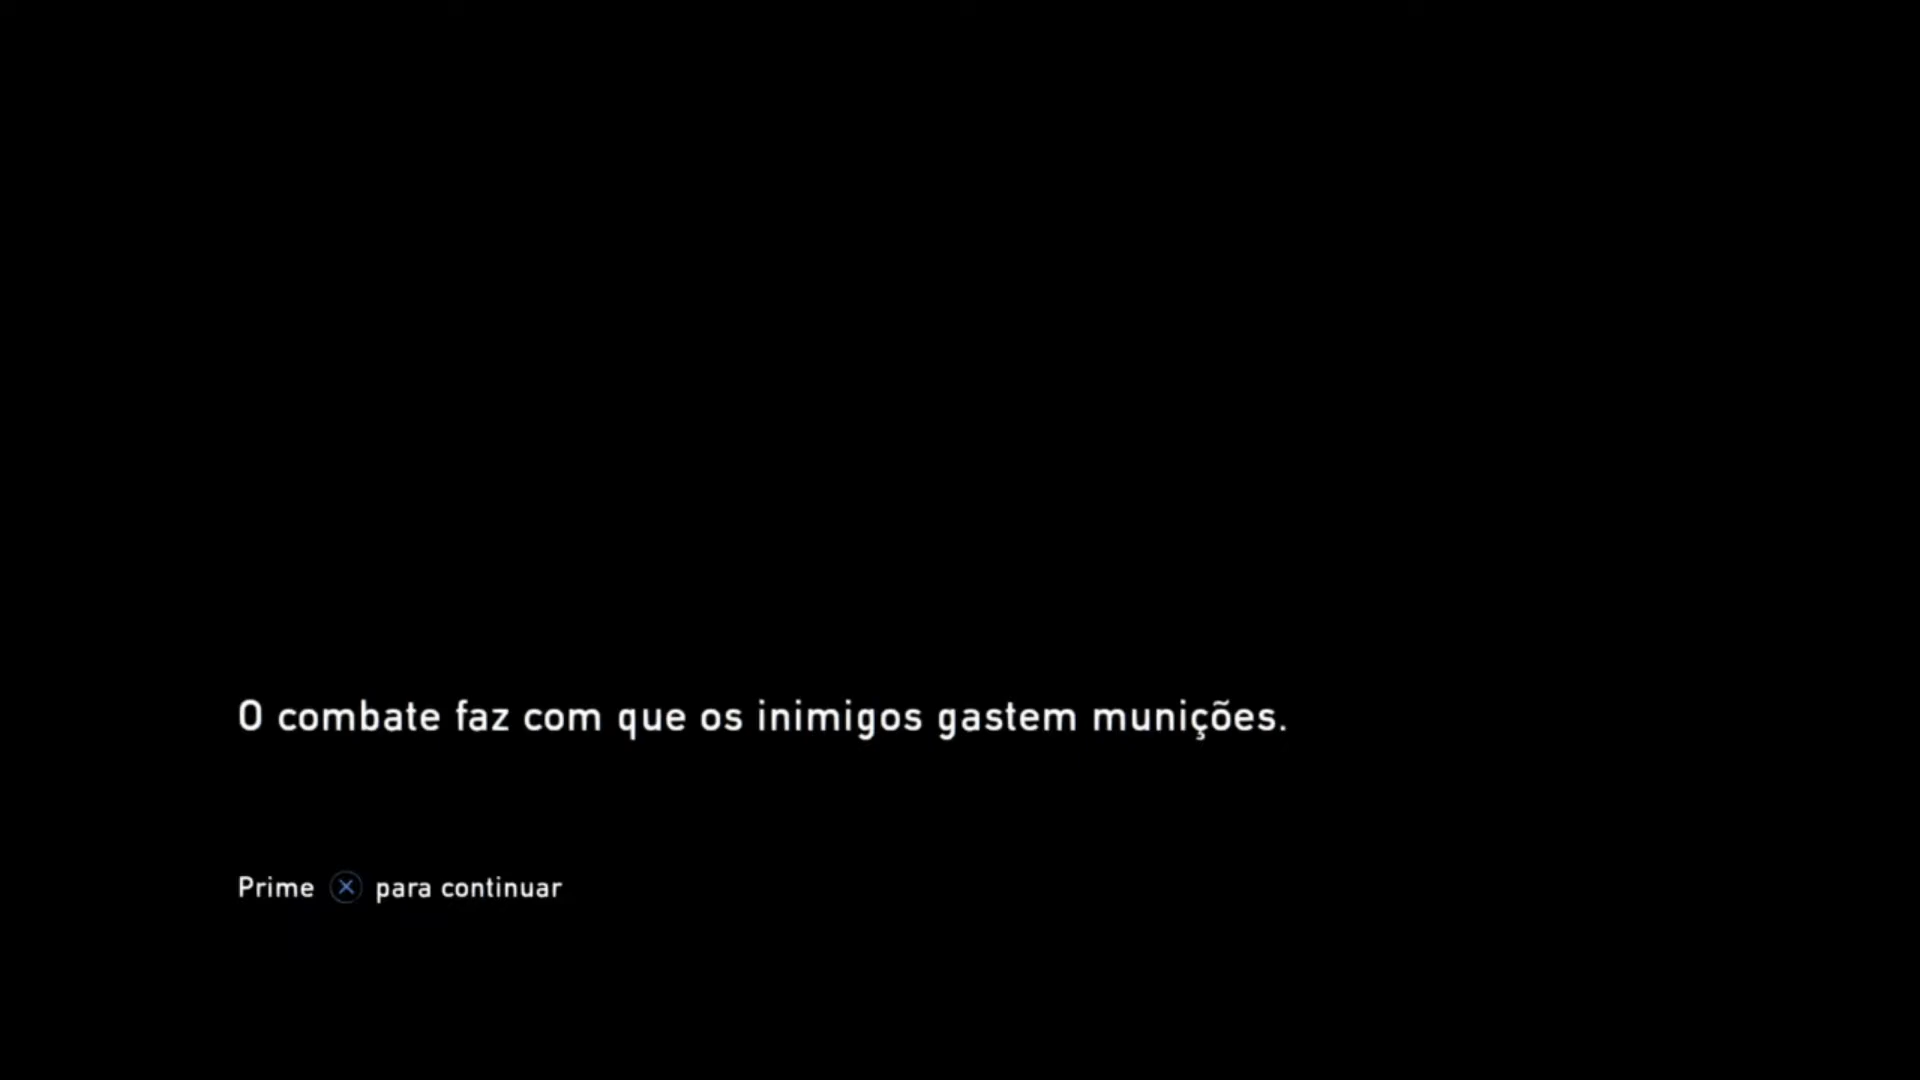 O combate faz com que os inimigos gastem munições.
Prime ⓧ para continuar